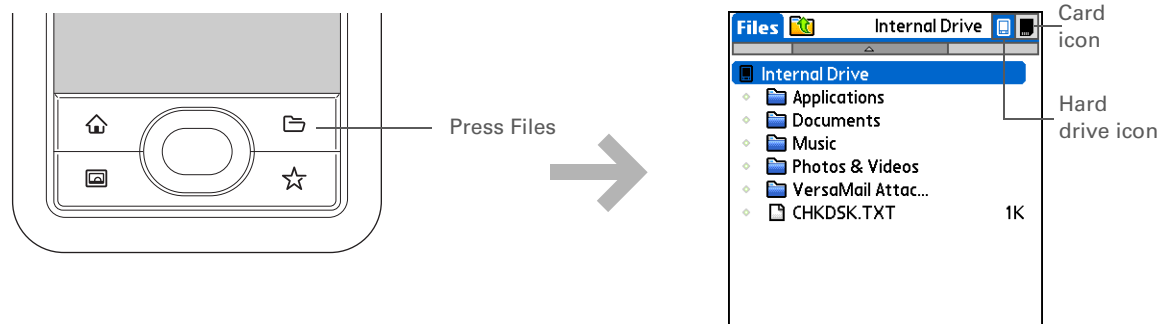 Press Files
Files Internal Drive
Internal Drive
Applications
Documents
Music
Photos & Videos
VersaMail Attac...
CHKDSK.TXT 1K
Card
icon
Hard
drive icon